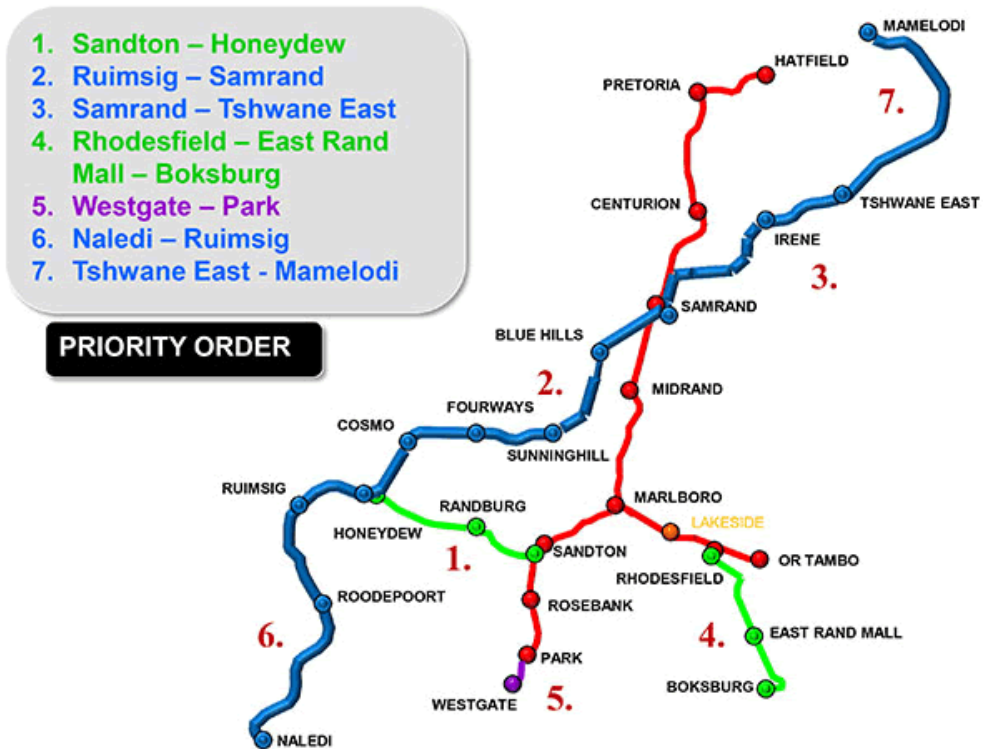 1. Sandton – Honeydew
2. Ruimsig – Samrand
3. Samrand – Tshwane East
4. Rhodesfield – East Rand
Mall – Boksburg
5. Westgate – Park
6. Naledi – Ruimsig
7. Tshwane East - Mamelodi
PRIORITY ORDER
MAMELODI
HATFIELD
PRETORIA
7.
CENTURION
TSHWANE EAST
IRENE
3.
SAMRAND
BLUE HILLS
2.
MIDRAND
FOURWAYS
COSMO
SUNNINGHILL
RUIMSIG
MARLBORO
RANDBURG
LAKESIDE
HONEYDEW
1.
SANDTON
OR TAMBO
RHODESFIELD
ROODEPOORT
ROSEBANK
6.
4.
EAST RAND MALL
PARK
BOKSBURG
WESTGATE
5.
NALEDI